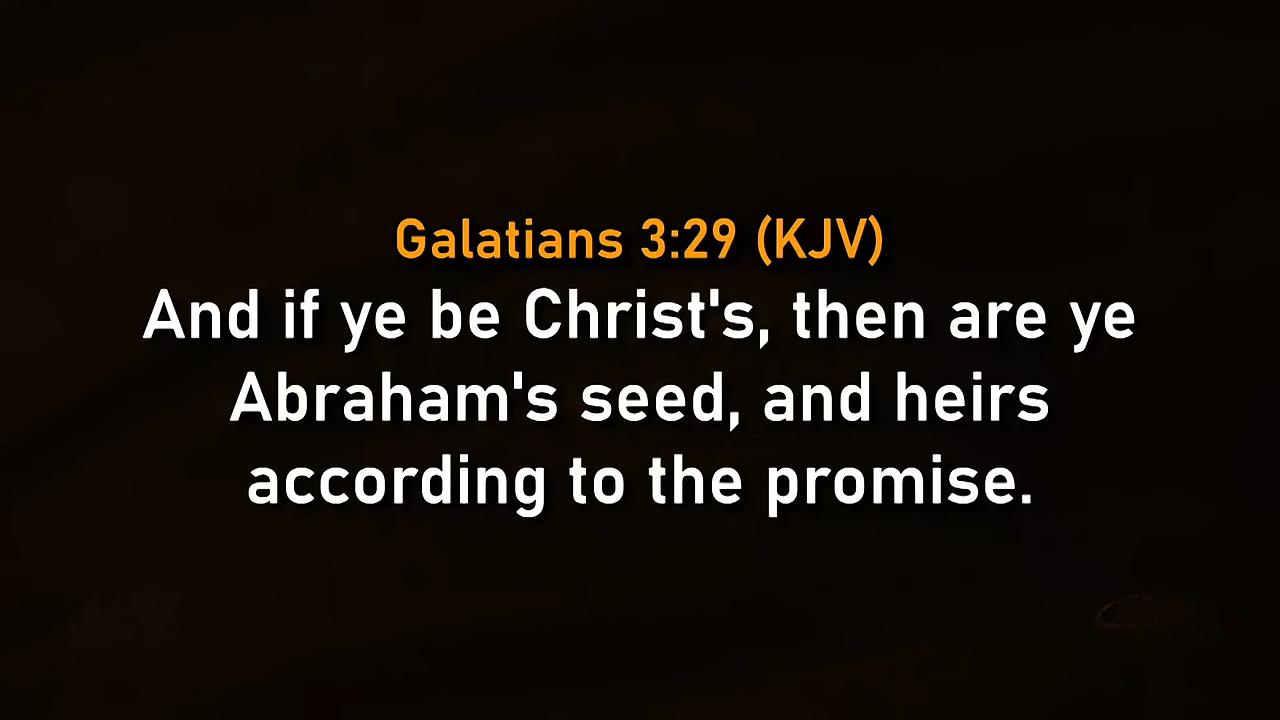 Galatians 3:29 (KJV)
And if ye be Christ's, then are ye
Abraham's seed, and heirs
according to the promise.